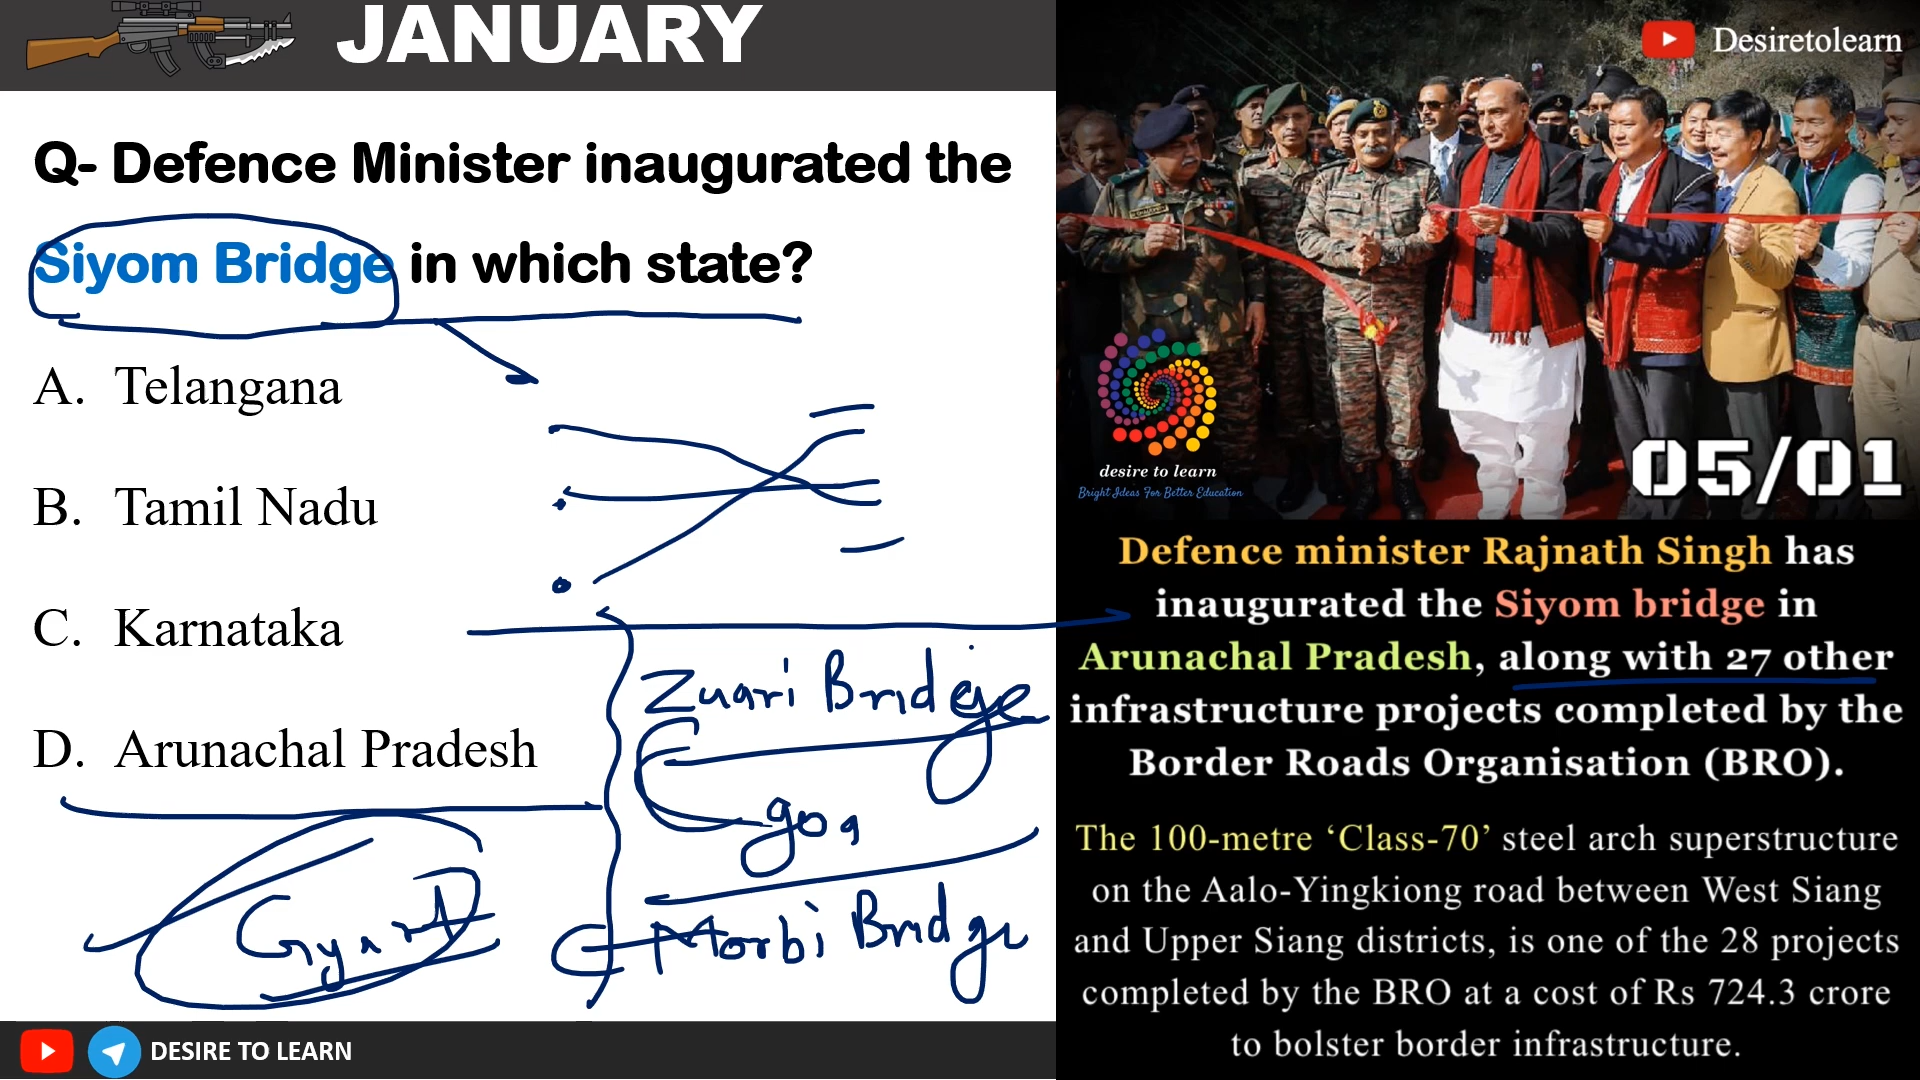 JANUARY
Q- Defence Minister inaugurated the
Siyom Bridge in which state?
A. Telangana
B. Tamil Nadu
C. Karnataka
D. Arunachal Pradesh
Zuari Bridge
goa
Morbi Bridge
DESIRE TO LEARN
Desiretolearn
desire to learn
Bright Ideas For Better Education
05/01
Defence minister Rajnath Singh has
inaugurated the Siyom bridge in
Arunachal Pradesh, along with 27 other
infrastructure projects completed by the
Border Roads Organisation (BRO).
The 100-metre ‘Class-70’ steel arch superstructure
on the Aalo-Yingkiong road between West Siang
and Upper Siang districts, is one of the 28 projects
completed by the BRO at a cost of Rs 724.3 crore
to bolster border infrastructure.